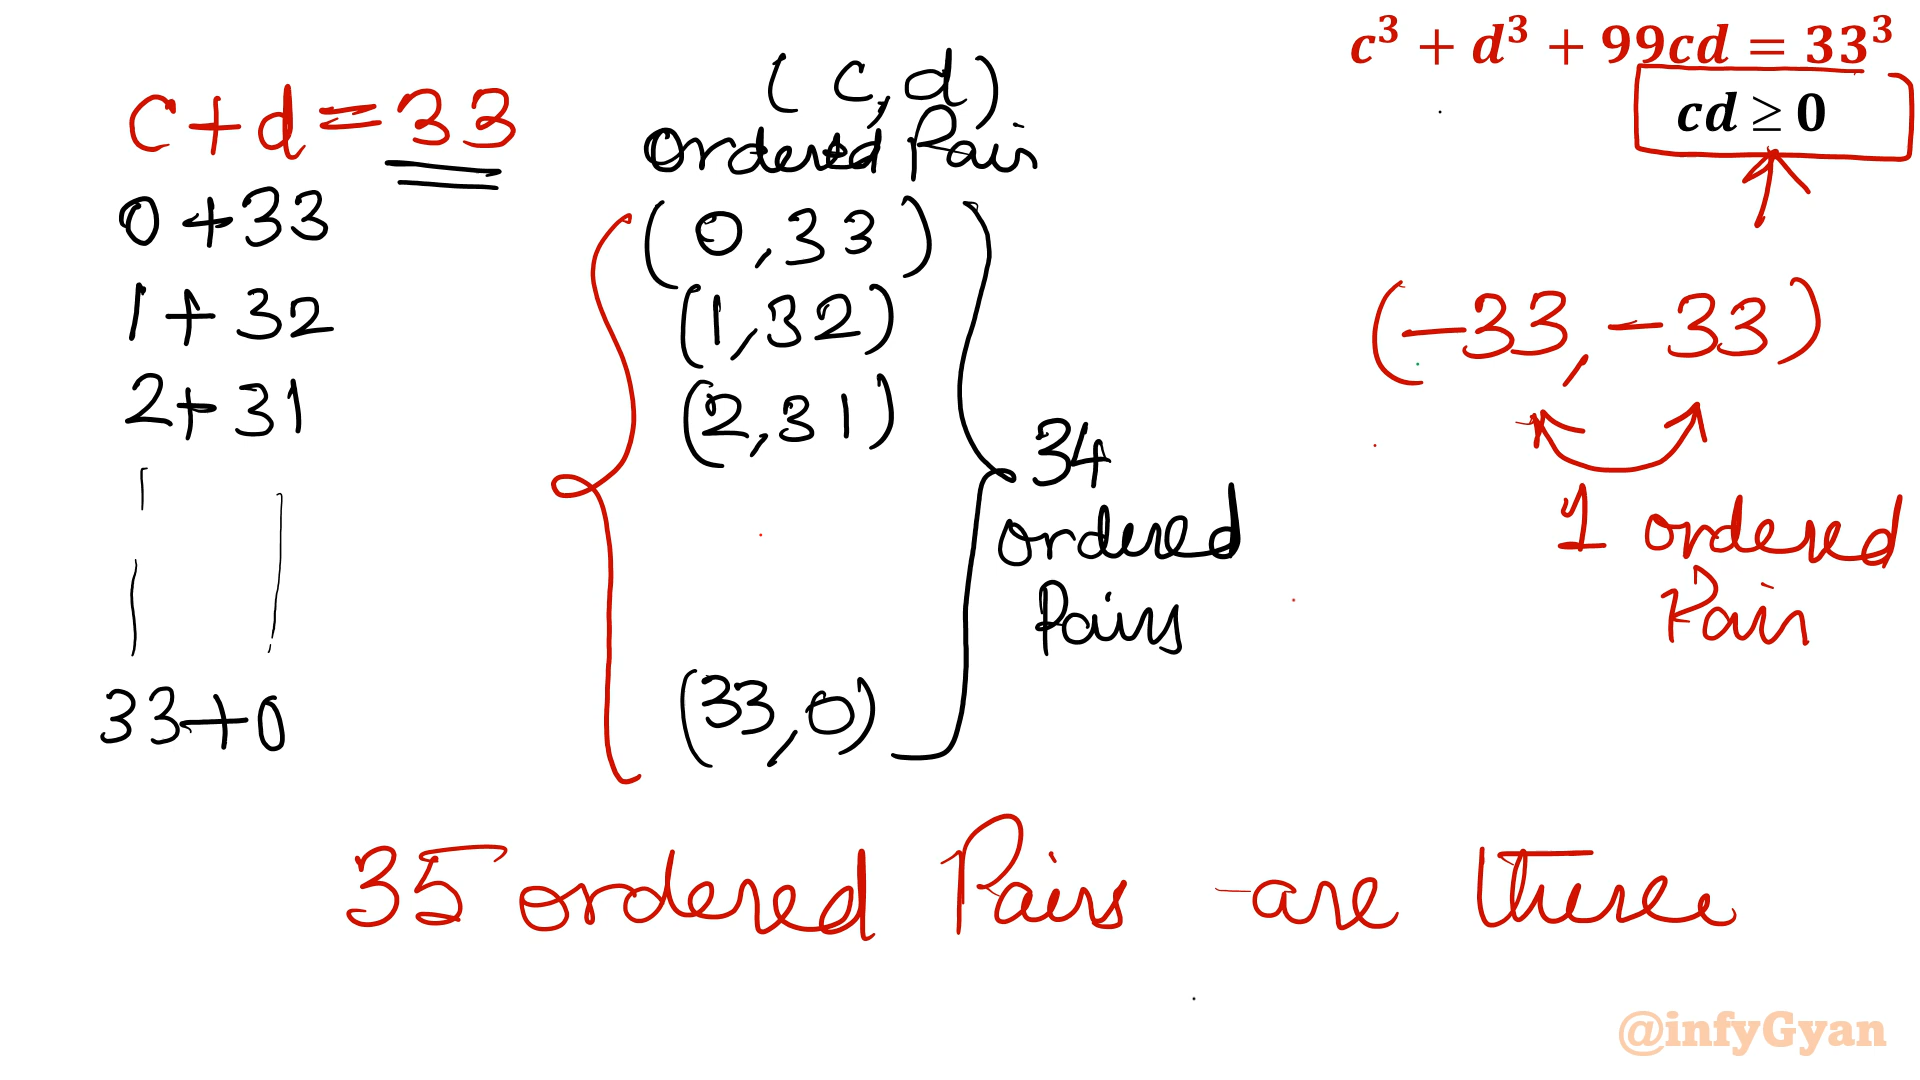 c³ + d³ + 99cd = 33³
cd ≥ 0
c+d=33
0+33
1+32
2+31
33+0
(c,d)
ordered Pair
(0,33)
(1,32)
(2,31)
(33,0)
34
ordered
Pairs
(-33,-33)
1 ordered
Pair
35 ordered Pairs are there
@infyGyan